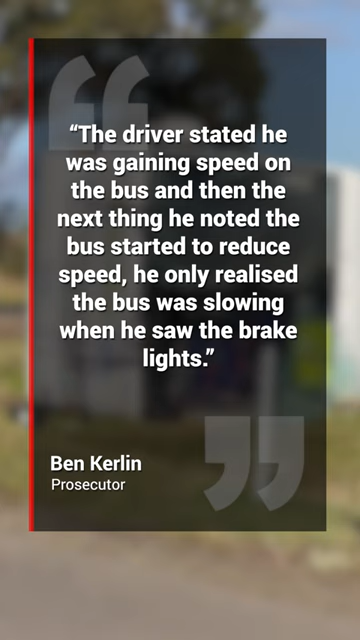 “The driver stated he
was gaining speed on
the bus and then the
next thing he noted the
bus started to reduce
speed, he only realised
the bus was slowing
when he saw the brake
lights.”
Ben Kerlin
Prosecutor